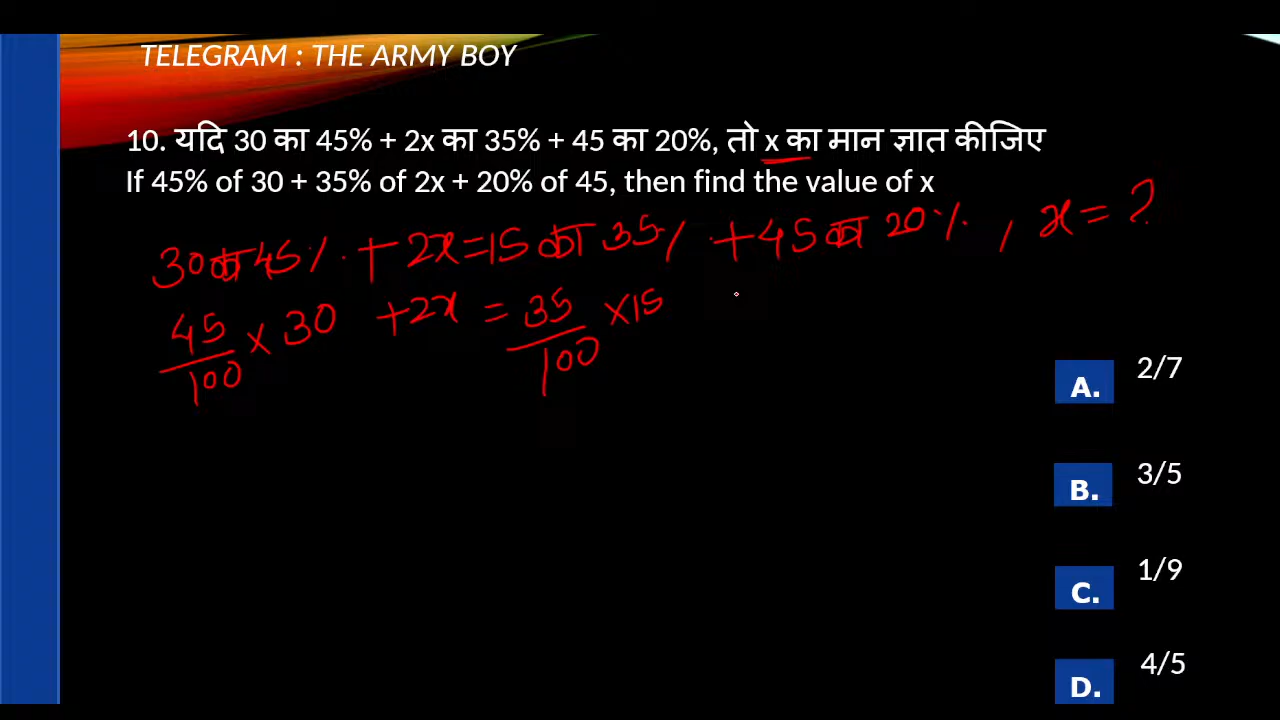 TELEGRAM : THE ARMY BOY
10. यदि 30 का 45% + 2x का 35% + 45 का 20%, तो x का मान ज्ञात कीजिए
If 45% of 30 + 35% of 2x + 20% of 45, then find the value of x
30 का 45% + 2x = 15 का 35% + 45 का 20%, x = ?
45/100 × 30 + 2x = 35/100 × 15
A. 2/7
B. 3/5
C. 1/9
D. 4/5